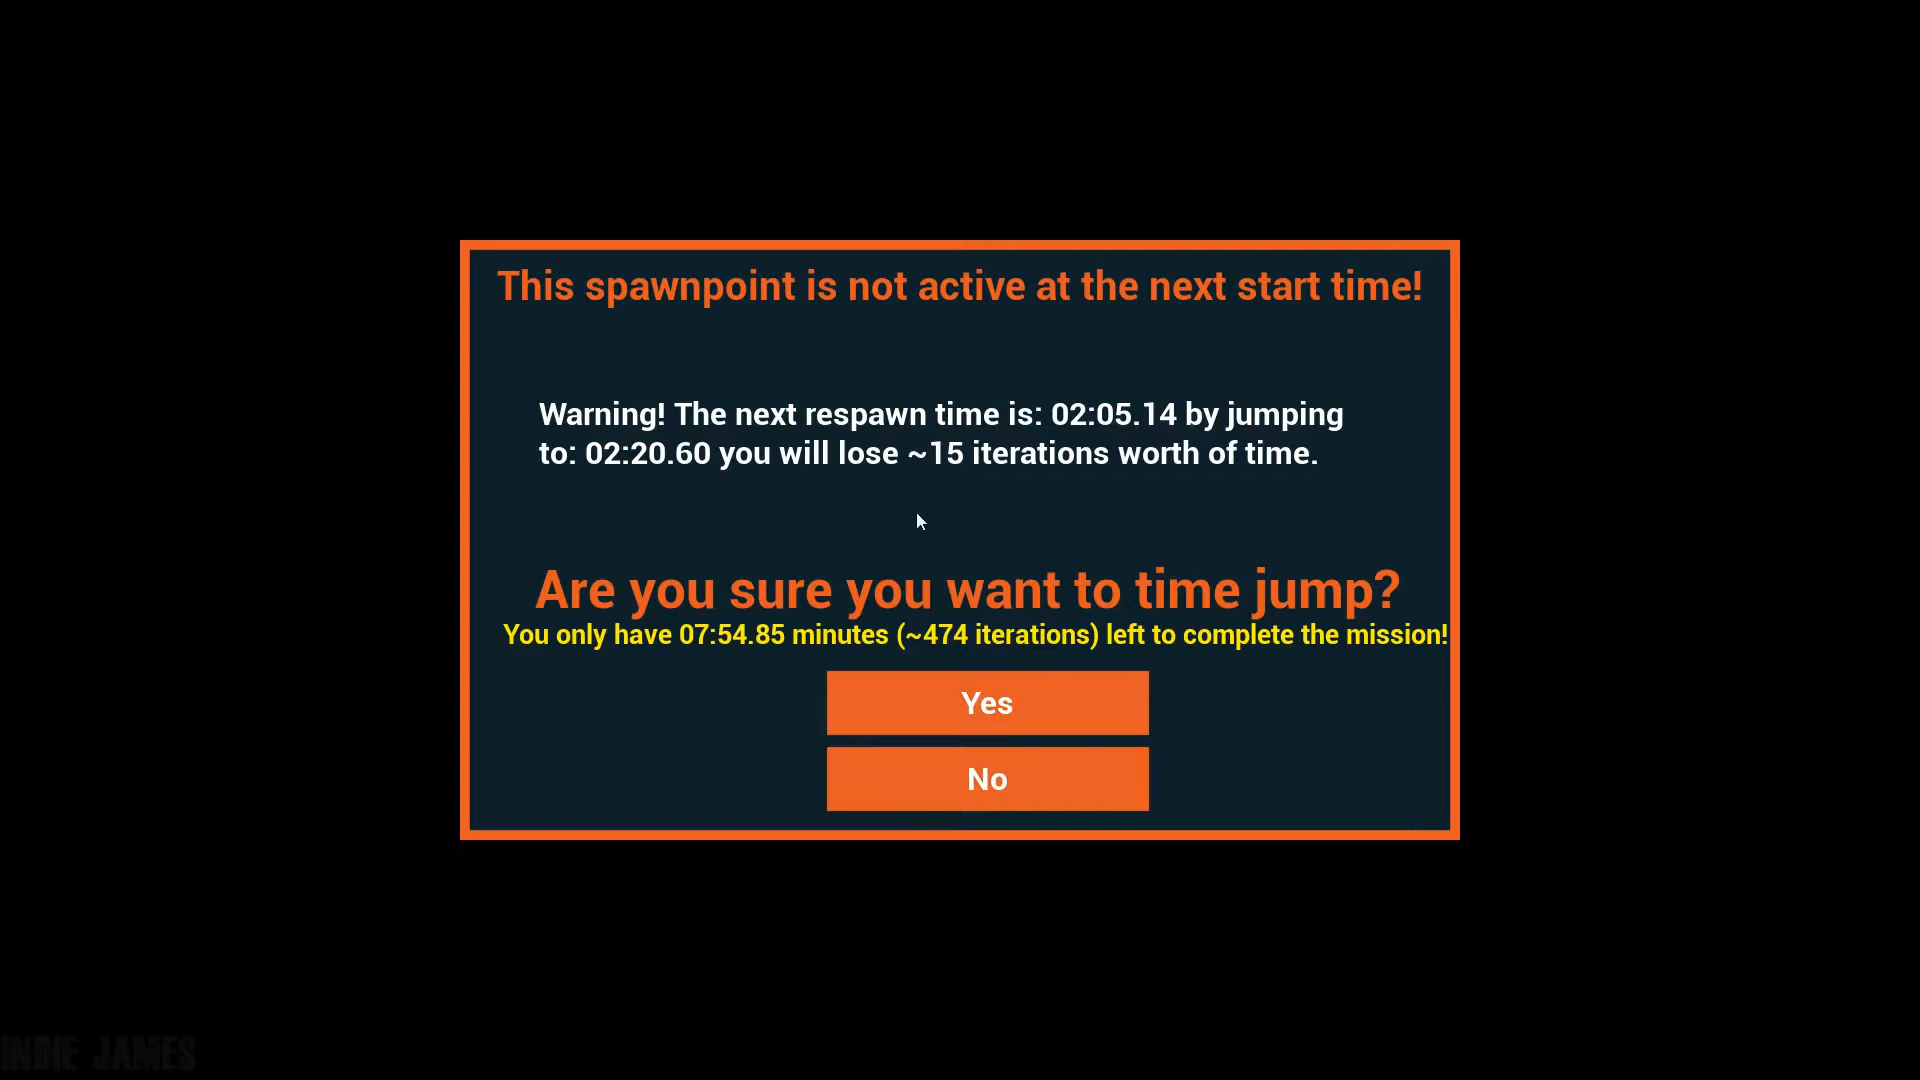 This spawnpoint is not active at the next start time!
Warning! The next respawn time is: 02:05.14 by jumping
to: 02:20.60 you will lose ~15 iterations worth of time.
Are you sure you want to time jump?
You only have 07:54.85 minutes (~474 iterations) left to complete the mission!
Yes
No
INDIE JAMES